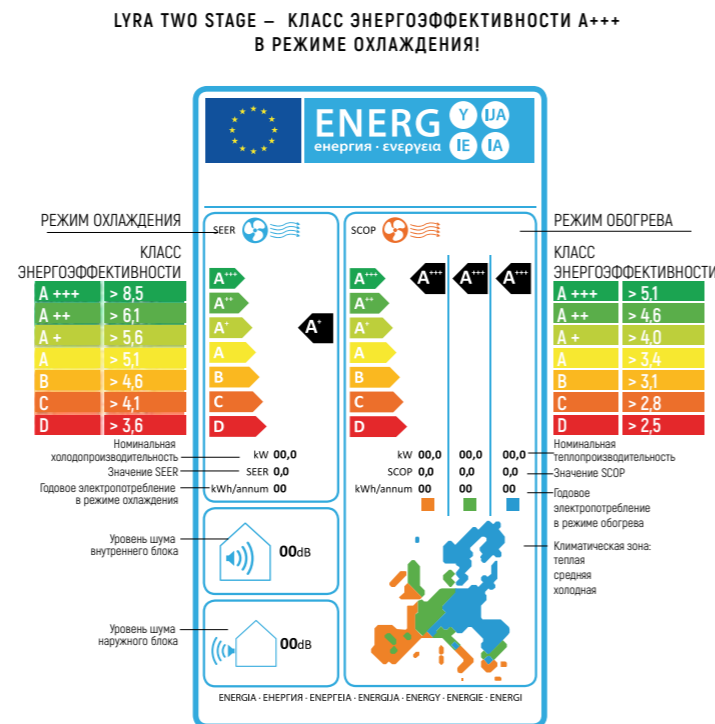 LYRA TWO STAGE – КЛАСС ЭНЕРГОЭФФЕКТИВНОСТИ A+++
В РЕЖИМЕ ОХЛАЖДЕНИЯ!
ENERG
Y IJA
IE IA
енергия · ενεργεια
РЕЖИМ ОХЛАЖДЕНИЯ
КЛАСС
ЭНЕРГОЭФФЕКТИВНОСТИ
A +++ > 8,5
A ++ > 6,1
A + > 5,6
A > 5,1
B > 4,6
C > 4,1
D > 3,6
Номинальная
холодопроизводительность
Значение SEER
Годовое электропотребление
в режиме охлаждения
Уровень шума
внутреннего блока
Уровень шума
наружного блока
SEER
A+++
A++
A+
A
B
C
D
A+
kW 00,0
SEER 0,0
kWh/annum 00
00dB
00dB
SCOP
A+++
A++
A+
A
B
C
D
A+++ A+++ A+++
kW 00,0 00,0 00,0
SCOP 0,0 0,0 0,0
kWh/annum 00 00 00
РЕЖИМ ОБОГРЕВА
КЛАСС
ЭНЕРГОЭФФЕКТИВНОСТИ
A +++ > 5,1
A ++ > 4,6
A + > 4,0
A > 3,4
B > 3,1
C > 2,8
D > 2,5
Номинальная
теплопроизводительность
Значение SCOP
Годовое
электропотребление
в режиме обогрева
Климатическая зона:
теплая
средняя
холодная
ENERGIA · ЕНЕРГИЯ · ΕΝΕΡΓΕΙΑ · ENERGIJA · ENERGY · ENERGIE · ENERGI